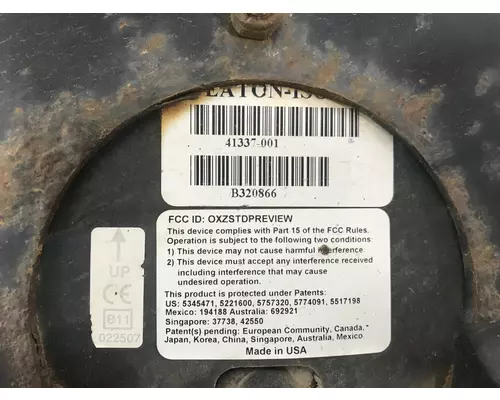 41337-001
B320866
FCC ID: OXZSTDPREVIEW
This device complies with Part 15 of the FCC Rules.
Operation is subject to the following two conditions:
1) This device may not cause harmful interference.
2) This device must accept any interference received
including interference that may cause
undesired operation.
This product is protected under Patents:
US: 5345471, 5221600, 5757320, 5774091, 5517198
Mexico: 194188 Australia: 692921
Singapore: 37738, 42550
Patent(s) pending: European Community, Canada,
Japan, Korea, China, Singapore, Australia, Mexico
Made in USA
UP
B11
022507